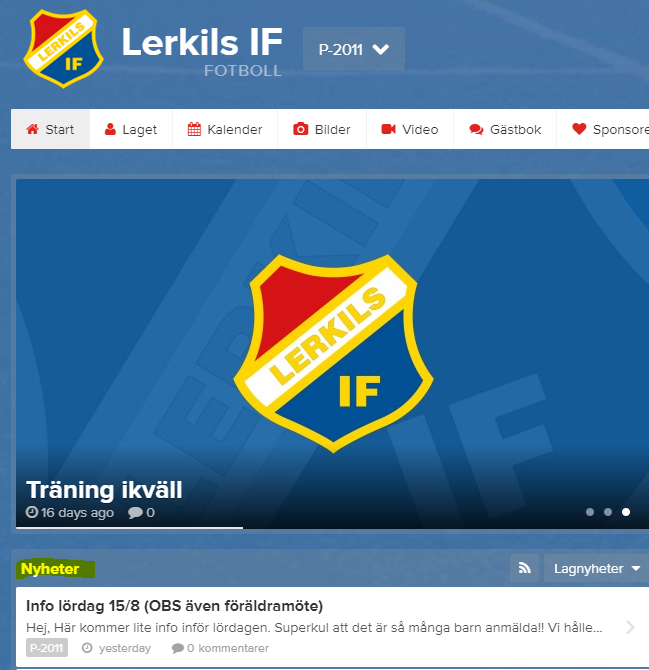 LERKILS
IF
Lerkils IF
FOTBOLL
P-2011
Start Laget Kalender Bilder Video Gästbok Sponsore
LERKILS
IF
Träning ikväll
16 days ago 0
Nyheter
Lagnyheter
Info lördag 15/8 (OBS även föräldramöte)
Hej, Här kommer lite info inför lördagen. Superkul att det är så många barn anmälda!! Vi hålle...
P-2011 yesterday 0 kommentarer